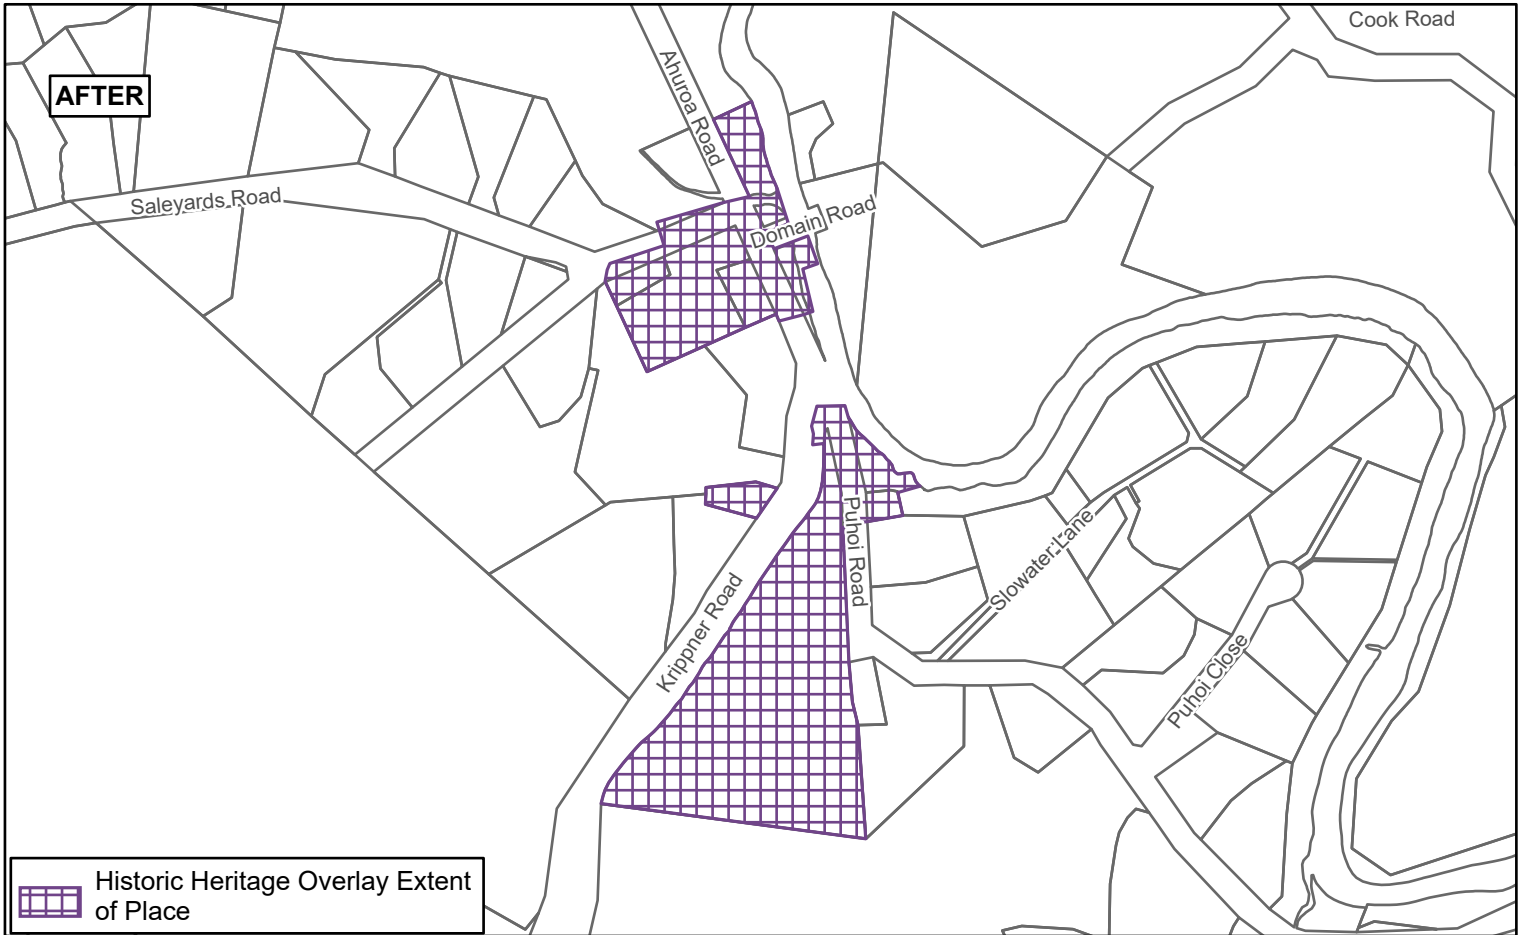 Cook Road
AFTER
Ahuroa Road
Saleyards Road
Domain Road
Puhoi Road
Slowater Lane
Krippner Road
Puhoi Close
Historic Heritage Overlay Extent
of Place